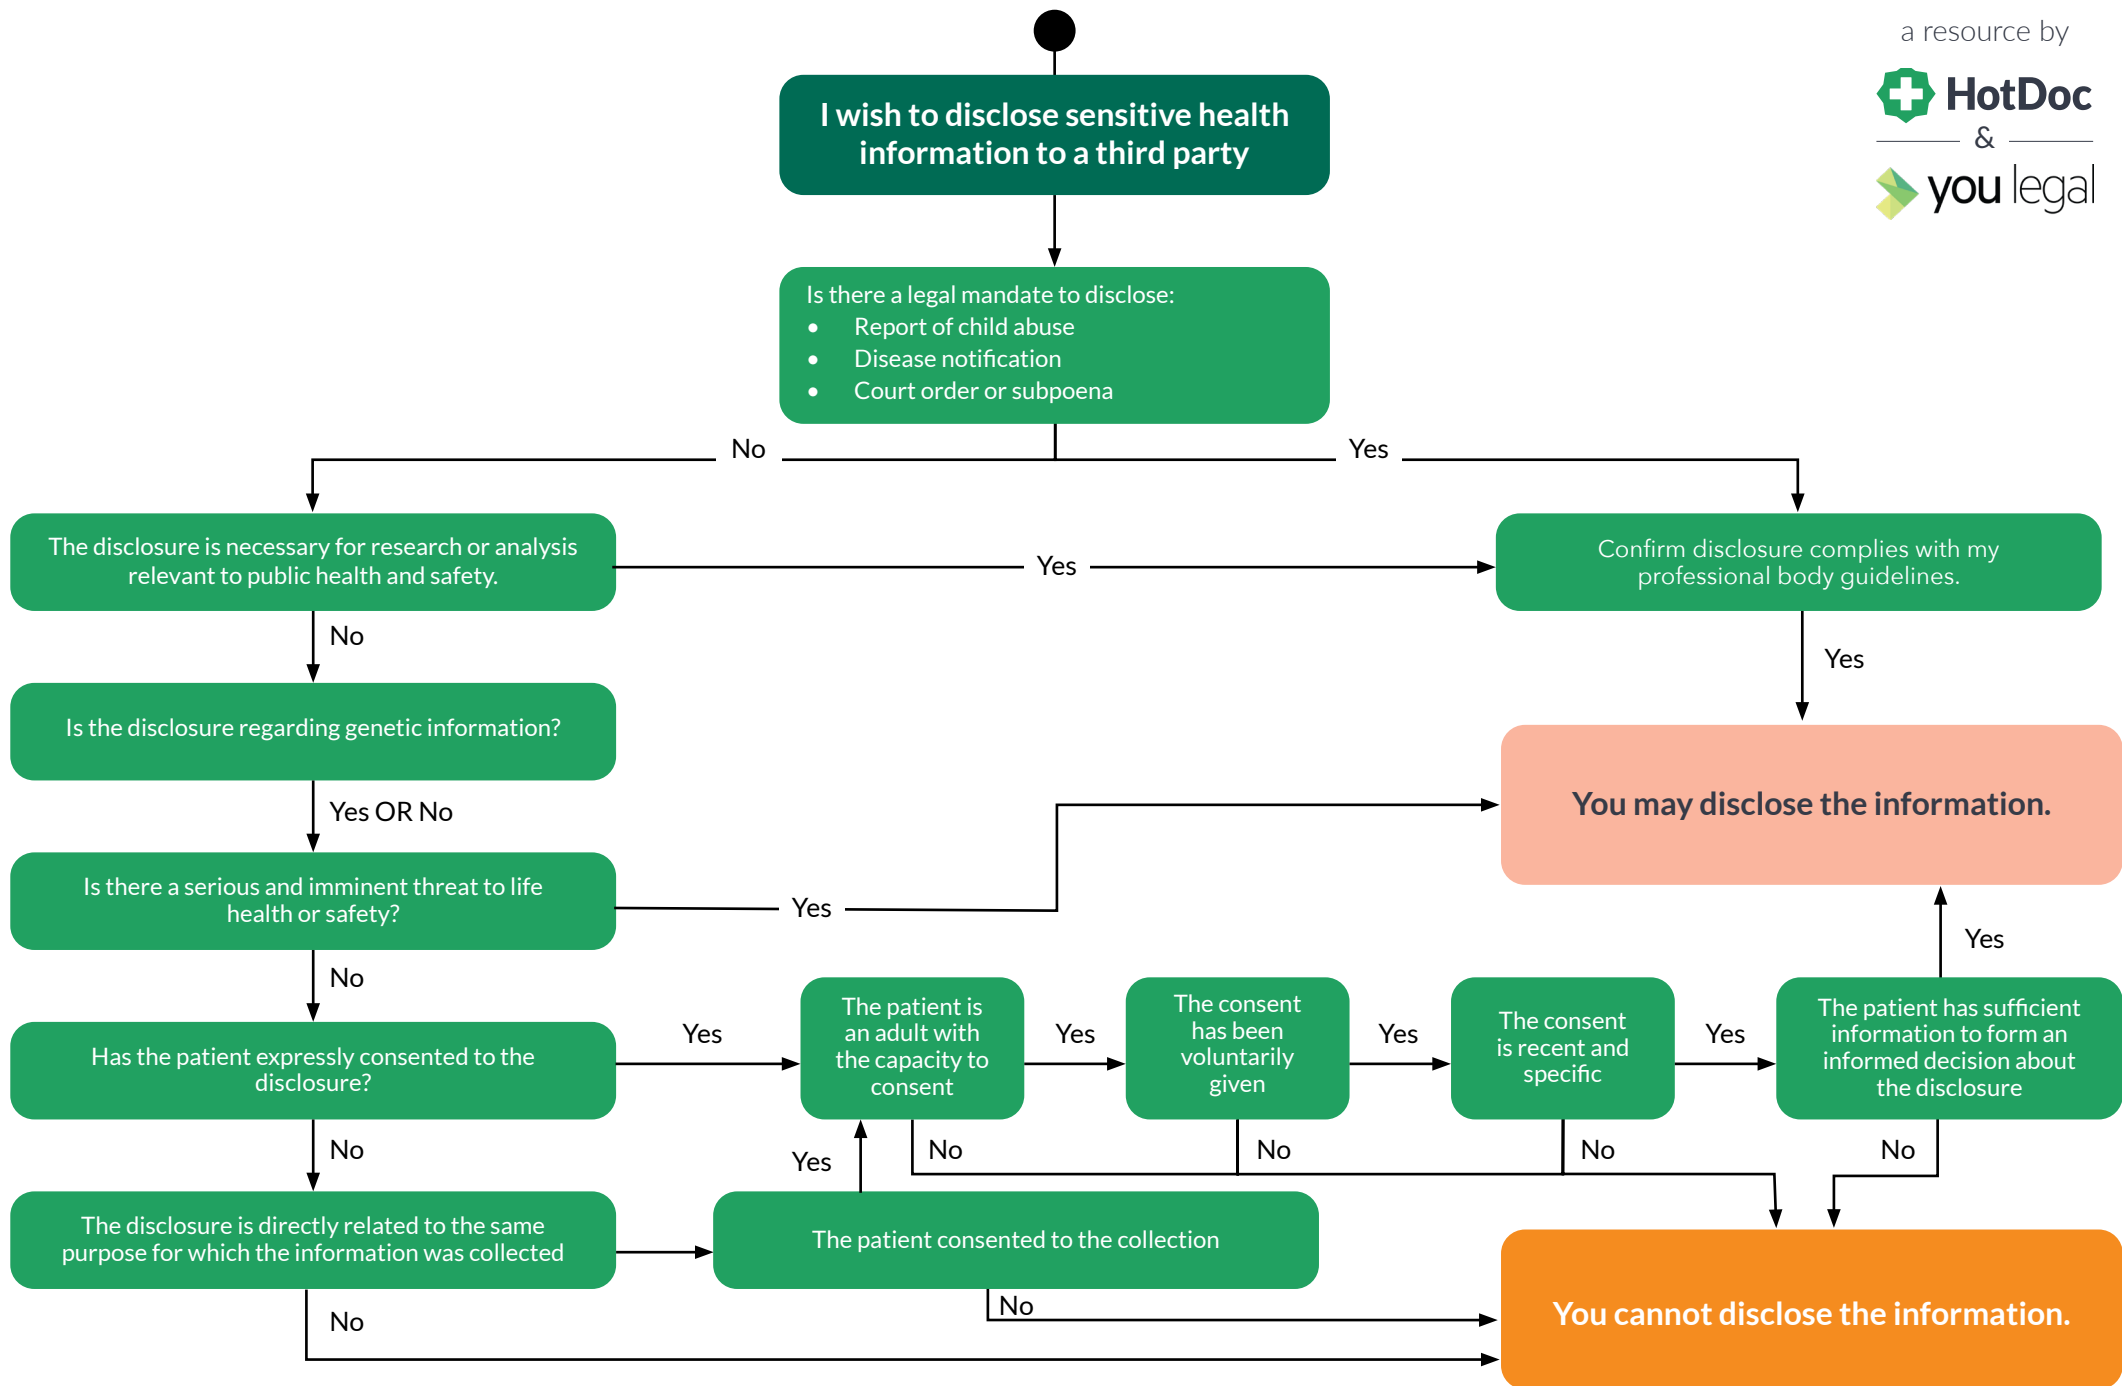 a resource by
HotDoc
&
you legal
I wish to disclose sensitive health
information to a third party
Is there a legal mandate to disclose:
• Report of child abuse
• Disease notification
• Court order or subpoena
No
Yes
The disclosure is necessary for research or analysis
relevant to public health and safety.
Yes
Confirm disclosure complies with my
professional body guidelines.
No
Yes
Is the disclosure regarding genetic information?
You may disclose the information.
Yes OR No
Is there a serious and imminent threat to life
health or safety?
Yes
Yes
No
Has the patient expressly consented to the
disclosure?
Yes
The patient is
an adult with
the capacity to
consent
Yes
The consent
has been
voluntarily
given
Yes
The consent
is recent and
specific
Yes
The patient has sufficient
information to form an
informed decision about
the disclosure
No
Yes
No
No
No
No
The disclosure is directly related to the same
purpose for which the information was collected
The patient consented to the collection
No
No
You cannot disclose the information.